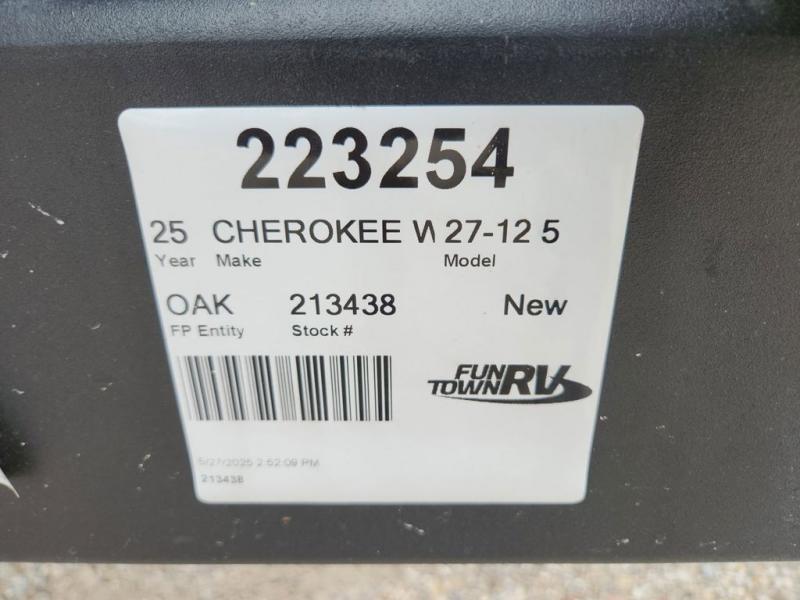 223254
25 CHEROKEE W 27-12 5
Year Make Model
OAK 213438 New
FP Entity Stock #
FUN TOWN RV
5/27/2025 2:52:09 PM
213438